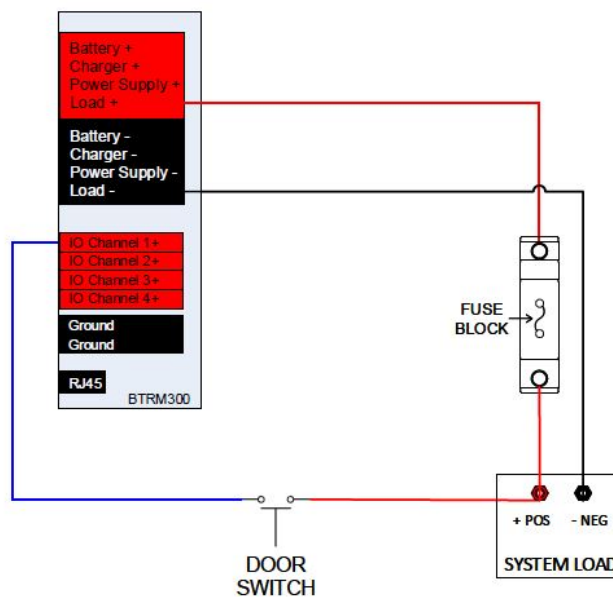 Battery +
Charger +
Power Supply +
Load +
Battery -
Charger -
Power Supply -
Load -
IO Channel 1+
IO Channel 2+
IO Channel 3+
IO Channel 4+
Ground
Ground
RJ45
BTRM300
FUSE
BLOCK
+ POS - NEG
SYSTEM LOAD
DOOR
SWITCH